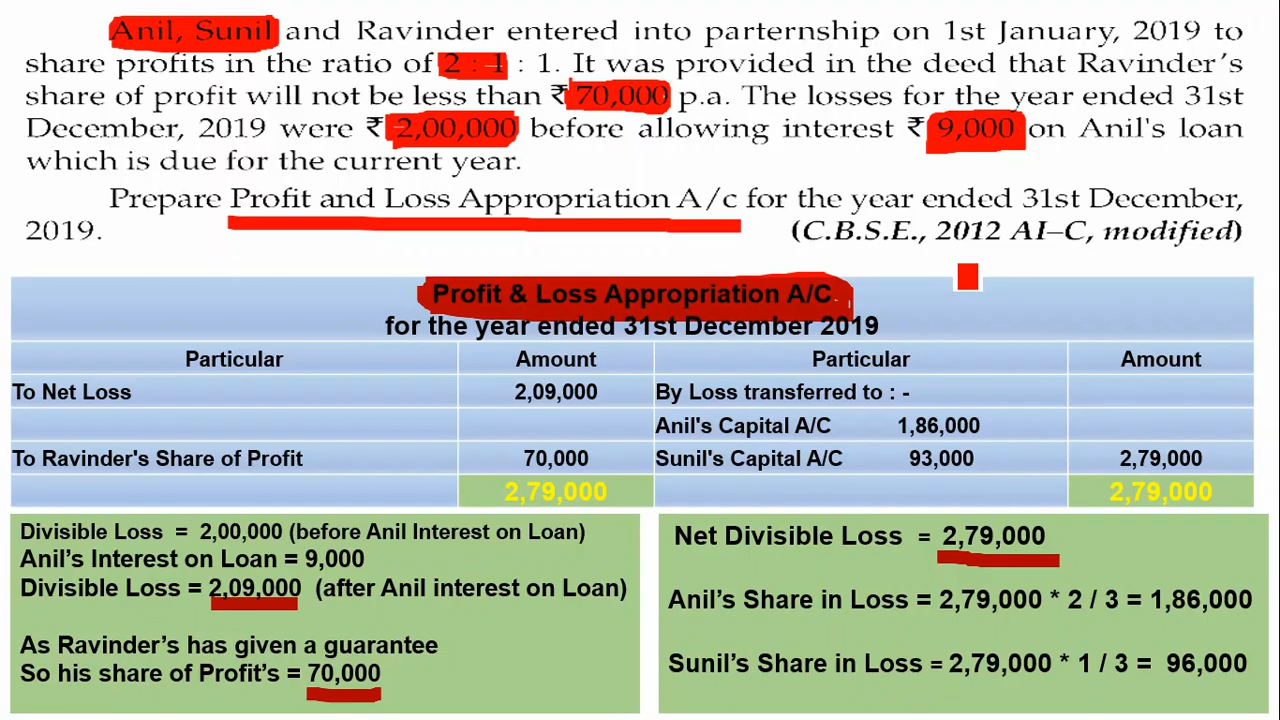 Anil, Sunil and Ravinder entered into parternship on 1st January, 2019 to
share profits in the ratio of 2 : 1 : 1. It was provided in the deed that Ravinder's
share of profit will not be less than ₹ 70,000 p.a. The losses for the year ended 31st
December, 2019 were ₹ 2,00,000 before allowing interest ₹ 9,000 on Anil's loan
which is due for the current year.
Prepare Profit and Loss Appropriation A/c for the year ended 31st December,
2019. (C.B.S.E., 2012 AI–C, modified)
Profit & Loss Appropriation A/C
for the year ended 31st December 2019
Particular Amount Particular Amount
To Net Loss 2,09,000 By Loss transferred to : -
Anil's Capital A/C 1,86,000
To Ravinder's Share of Profit 70,000 Sunil's Capital A/C 93,000 2,79,000
2,79,000 2,79,000
Divisible Loss = 2,00,000 (before Anil Interest on Loan)
Anil's Interest on Loan = 9,000
Divisible Loss = 2,09,000 (after Anil interest on Loan)
As Ravinder's has given a guarantee
So his share of Profit's = 70,000
Net Divisible Loss = 2,79,000
Anil's Share in Loss = 2,79,000 * 2 / 3 = 1,86,000
Sunil's Share in Loss = 2,79,000 * 1 / 3 = 96,000